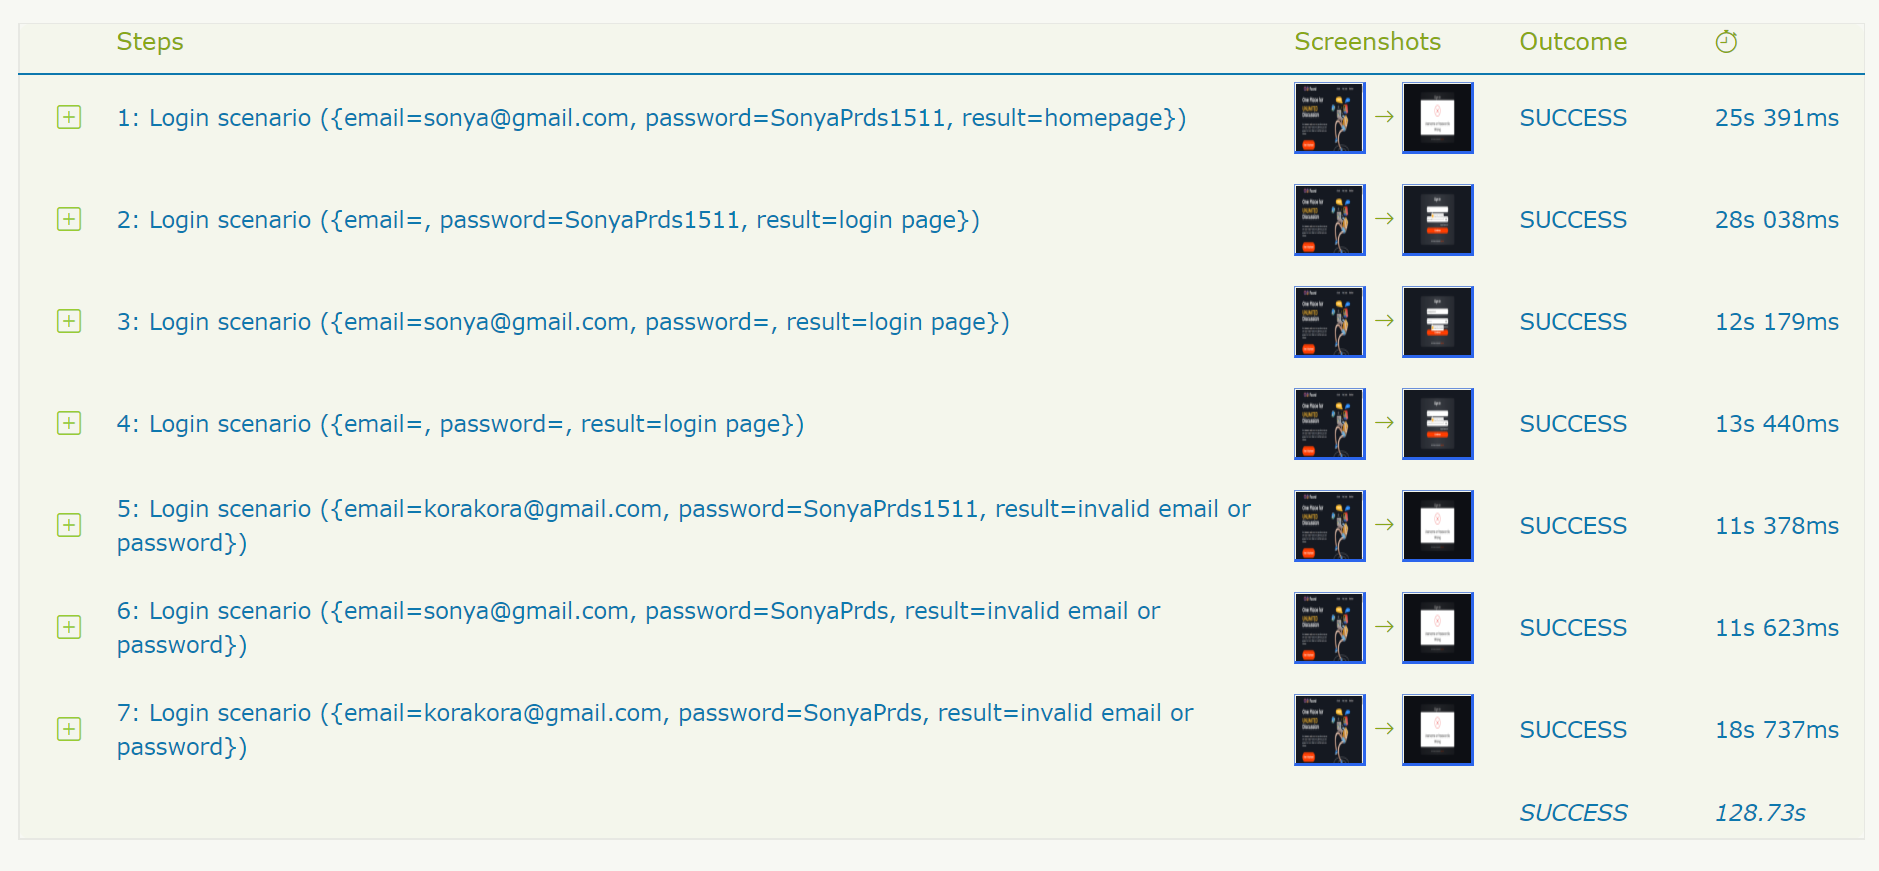 Steps Screenshots Outcome
1: Login scenario ({email=sonya@gmail.com, password=SonyaPrds1511, result=homepage}) SUCCESS 25s 391ms
2: Login scenario ({email=, password=SonyaPrds1511, result=login page}) SUCCESS 28s 038ms
3: Login scenario ({email=sonya@gmail.com, password=, result=login page}) SUCCESS 12s 179ms
4: Login scenario ({email=, password=, result=login page}) SUCCESS 13s 440ms
5: Login scenario ({email=korakora@gmail.com, password=SonyaPrds1511, result=invalid email or
password}) SUCCESS 11s 378ms
6: Login scenario ({email=sonya@gmail.com, password=SonyaPrds, result=invalid email or
password}) SUCCESS 11s 623ms
7: Login scenario ({email=korakora@gmail.com, password=SonyaPrds, result=invalid email or
password}) SUCCESS 18s 737ms
SUCCESS 128.73s